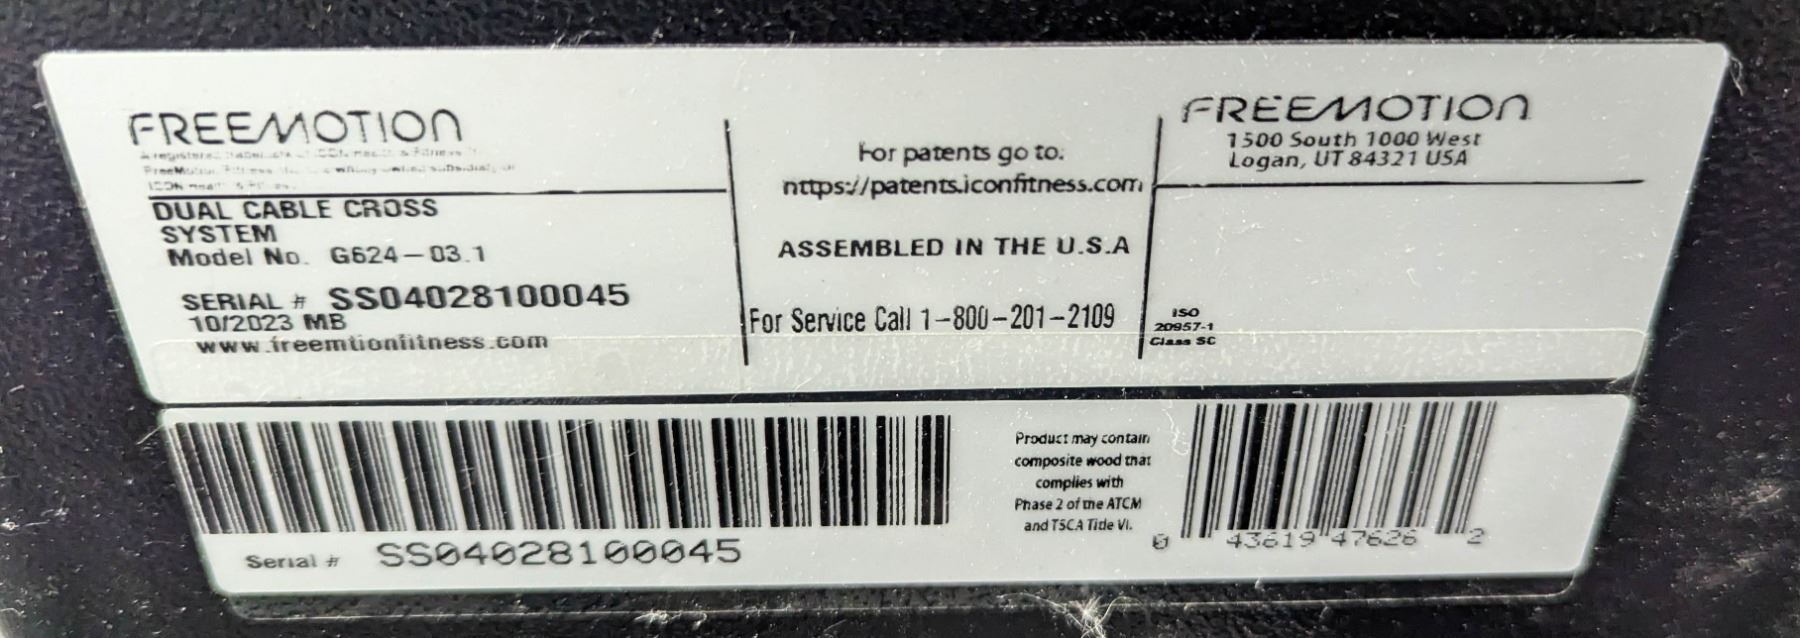 FREEMOTION
DUAL CABLE CROSS
SYSTEM
Model No. G624-03.1
SERIAL # SS04028100045
10/2023 MB
www.freemtionfitness.com
For patents go to:
https://patents.iconfitness.com
ASSEMBLED IN THE U.S.A
For Service Call 1-800-201-2109
FREEMOTION
1500 South 1000 West
Logan, UT 84321 USA
ISO
20957-1
Class SC
Serial # SS04028100045
Product may contain
composite wood that
complies with
Phase 2 of the ATCM
and TSCA Title VI.
0 43619 47626 2